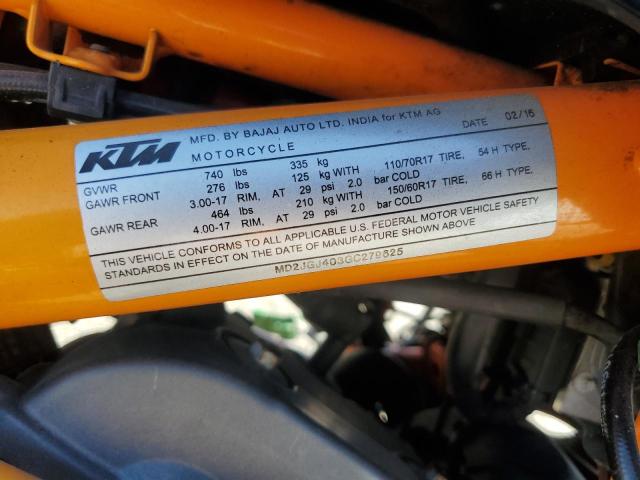 KTM MFD. BY BAJAJ AUTO LTD. INDIA for KTM AG DATE 02/16
MOTORCYCLE
GVWR 740 lbs 335 kg
GAWR FRONT 276 lbs 125 kg WITH 110/70R17 TIRE, 54 H TYPE,
3.00-17 RIM, AT 29 psi 2.0 bar COLD
GAWR REAR 464 lbs 210 kg WITH 150/60R17 TIRE, 66 H TYPE,
4.00-17 RIM, AT 29 psi 2.0 bar COLD
THIS VEHICLE CONFORMS TO ALL APPLICABLE U.S. FEDERAL MOTOR VEHICLE SAFETY
STANDARDS IN EFFECT ON THE DATE OF MANUFACTURE SHOWN ABOVE
MD2JGJ403GC279625